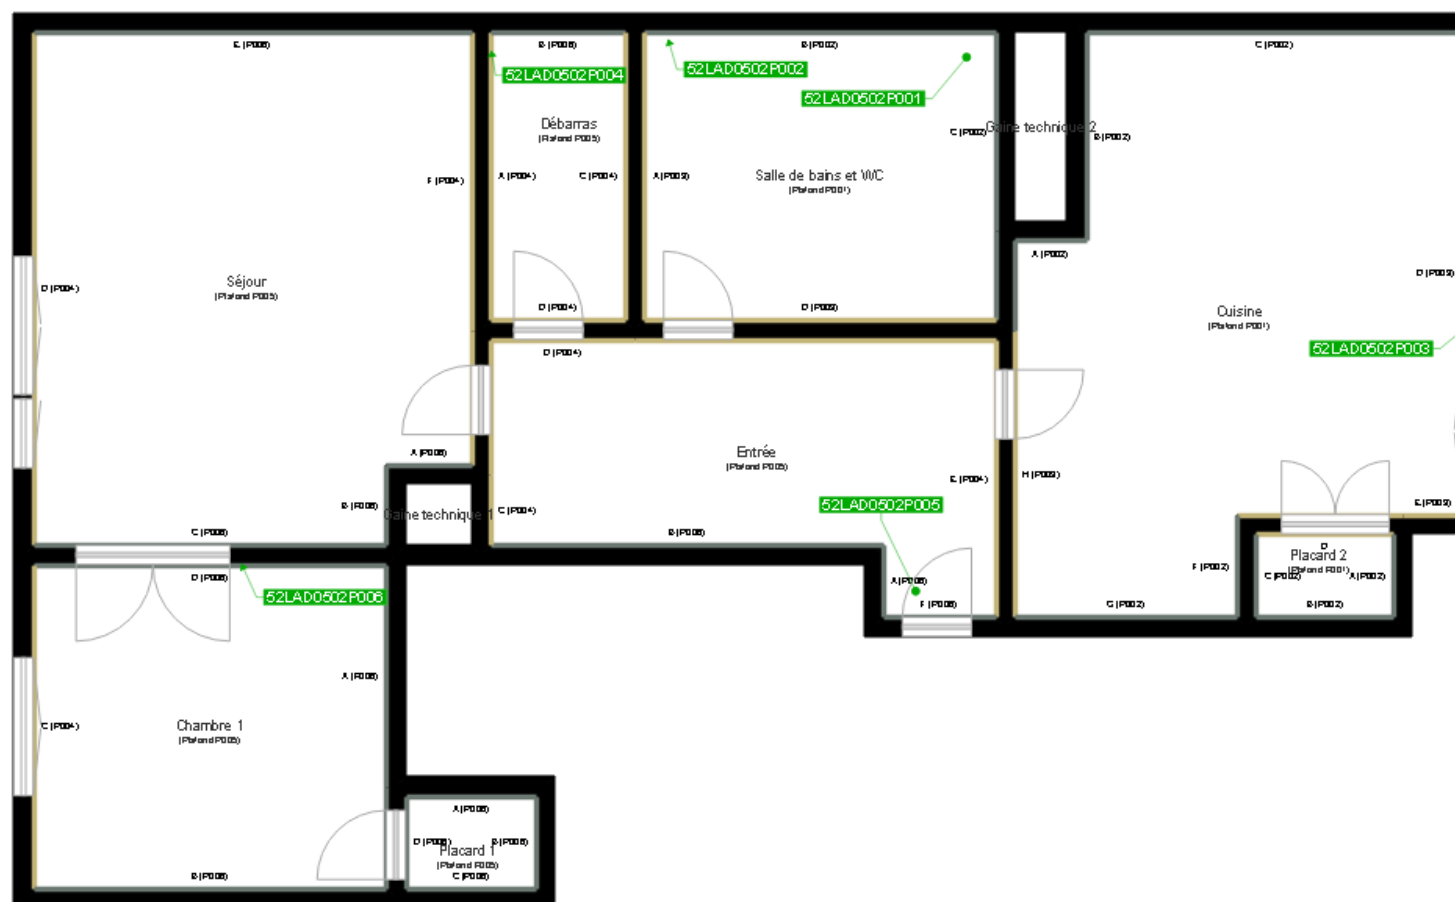 E (P006)
B (P006)
B (P002)
C (P002)
52LAD0502P004
52LAD0502P002
52LAD0502P001
Débarras
(Plafond P005)
C (P002)
Gaine technique 2
B (P002)
F (P004)
A (P004)
C (P004)
A (P003)
Salle de bains et WC
(Plafond P001)
A (P002)
Séjour
(Plafond P005)
D (P004)
D (P003)
D (P004)
D (P003)
Cuisine
(Plafond P001)
52LAD0502P003
D (P004)
A (P006)
Entrée
(Plafond P005)
E (P004)
H (P003)
B (P006)
Gaine technique 1
C (P004)
52LAD0502P005
E (P003)
C (P006)
B (P006)
D (P006)
52LAD0502P006
A (P006)
F (P006)
F (P002)
G (P002)
D
Placard 2
(Plafond P001)
C (P002)
A (P002)
B (P002)
A (P006)
C (P004)
Chambre 1
(Plafond P005)
A (P006)
D (P006)
B (P006)
Placard 1
(Plafond P005)
C (P006)
B (P006)